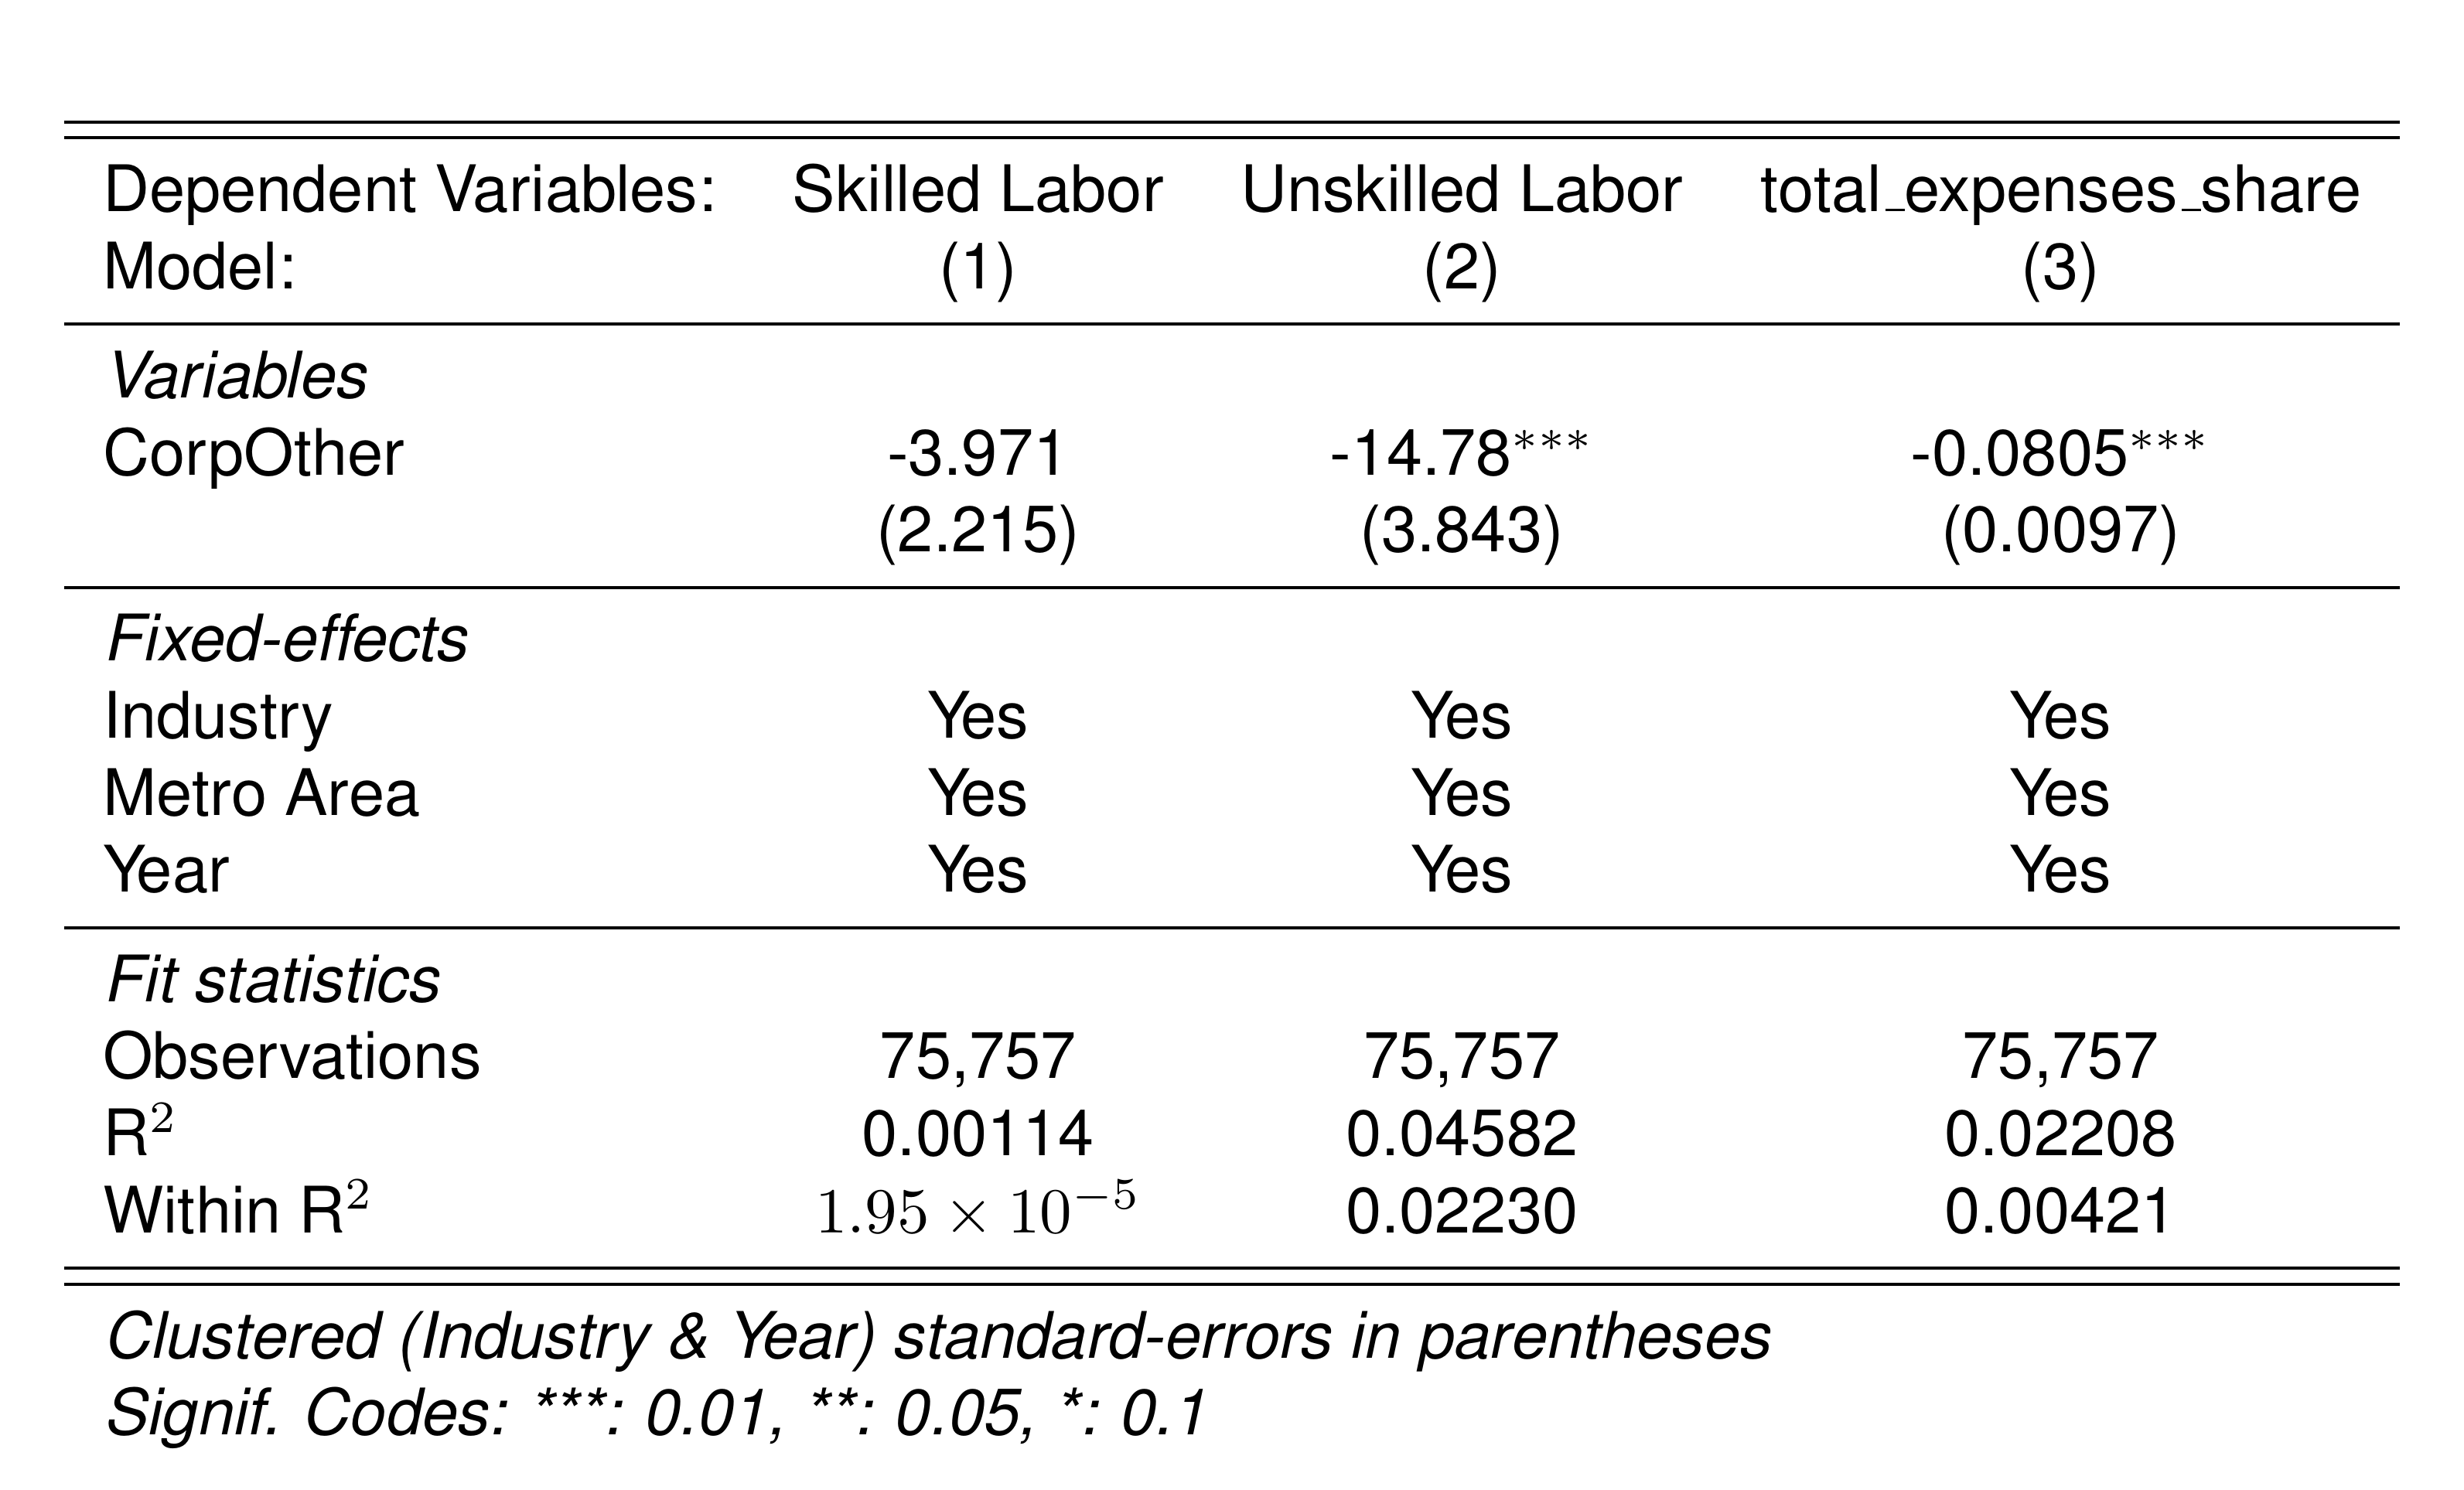 Dependent Variables: Skilled Labor Unskilled Labor total_expenses_share
Model: (1) (2) (3)
Variables
CorpOther -3.971 -14.78*** -0.0805***
(2.215) (3.843) (0.0097)
Fixed-effects
Industry Yes Yes Yes
Metro Area Yes Yes Yes
Year Yes Yes Yes
Fit statistics
Observations 75,757 75,757 75,757
R² 0.00114 0.04582 0.02208
Within R² 1.95 × 10⁻⁵ 0.02230 0.00421
Clustered (Industry & Year) standard-errors in parentheses
Signif. Codes: ***: 0.01, **: 0.05, *: 0.1